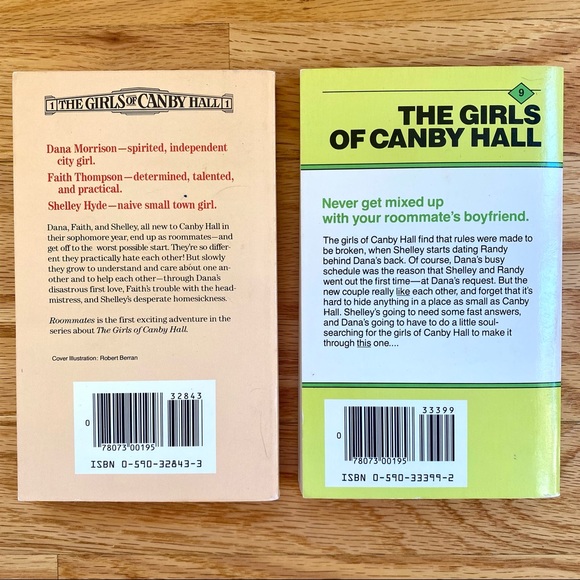 1 THE GIRLS OF CANBY HALL 1
Dana Morrison—spirited, independent
city girl.
Faith Thompson—determined, talented,
and practical.
Shelley Hyde—naive small town girl.
Dana, Faith, and Shelley, all new to Canby Hall in
their sophomore year, end up as roommates—and
get off to the worst possible start. They're so differ-
ent they practically hate each other! But slowly
they grow to understand and care about one an-
other and to help each other—through Dana's
disastrous first love, Faith's trouble with the head-
mistress, and Shelley's desperate homesickness.
Roommates is the first exciting adventure in the
series about The Girls of Canby Hall.
Cover Illustration: Robert Berran
32843
0
78073 00195
ISBN 0-590-32843-3
9
THE GIRLS
OF CANBY HALL
Never get mixed up
with your roommate's boyfriend.
The girls of Canby Hall find that rules were made to
be broken, when Shelley starts dating Randy
behind Dana's back. Of course, Dana's busy
schedule was the reason that Shelley and Randy
went out the first time—at Dana's request. But the
new couple really like each other, and forget that it's
hard to hide anything in a place as small as Canby
Hall. Shelley's going to need some fast answers,
and Dana's going to have to do a little soul-
searching for the girls of Canby Hall to make it
through this one....
33399
0
78073 00195
ISBN 0-590-33399-2